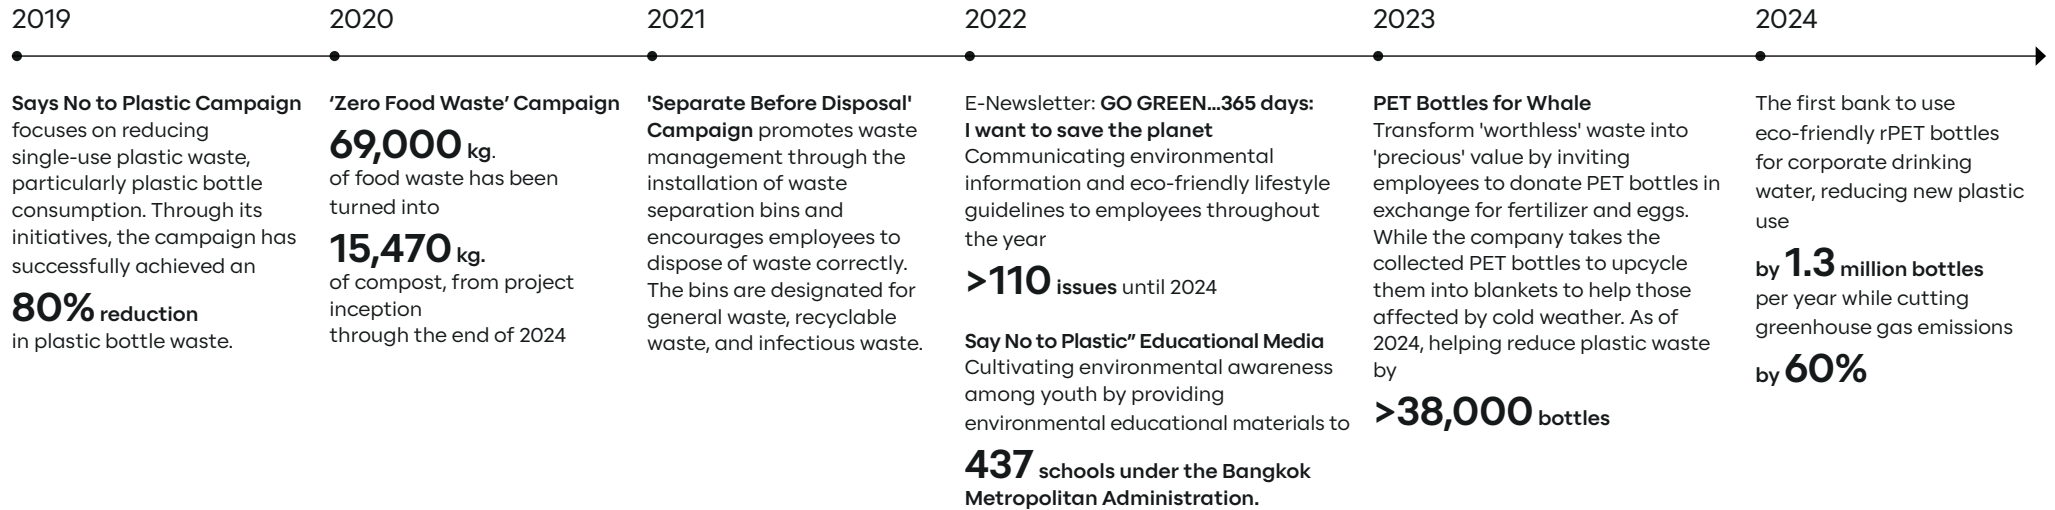 2019
Says No to Plastic Campaign
focuses on reducing
single-use plastic waste,
particularly plastic bottle
consumption. Through its
initiatives, the campaign has
successfully achieved an
80% reduction
in plastic bottle waste.
2020
‘Zero Food Waste’ Campaign
69,000 kg.
of food waste has been
turned into
15,470 kg.
of compost, from project
inception
through the end of 2024
2021
'Separate Before Disposal'
Campaign promotes waste
management through the
installation of waste
separation bins and
encourages employees to
dispose of waste correctly.
The bins are designated for
general waste, recyclable
waste, and infectious waste.
2022
E-Newsletter: GO GREEN...365 days:
I want to save the planet
Communicating environmental
information and eco-friendly lifestyle
guidelines to employees throughout
the year
>110 issues until 2024
Say No to Plastic” Educational Media
Cultivating environmental awareness
among youth by providing
environmental educational materials to
437 schools under the Bangkok
Metropolitan Administration.
2023
PET Bottles for Whale
Transform 'worthless' waste into
'precious' value by inviting
employees to donate PET bottles in
exchange for fertilizer and eggs.
While the company takes the
collected PET bottles to upcycle
them into blankets to help those
affected by cold weather. As of
2024, helping reduce plastic waste
by
>38,000 bottles
2024
The first bank to use
eco-friendly rPET bottles
for corporate drinking
water, reducing new plastic
use
by 1.3 million bottles
per year while cutting
greenhouse gas emissions
by 60%